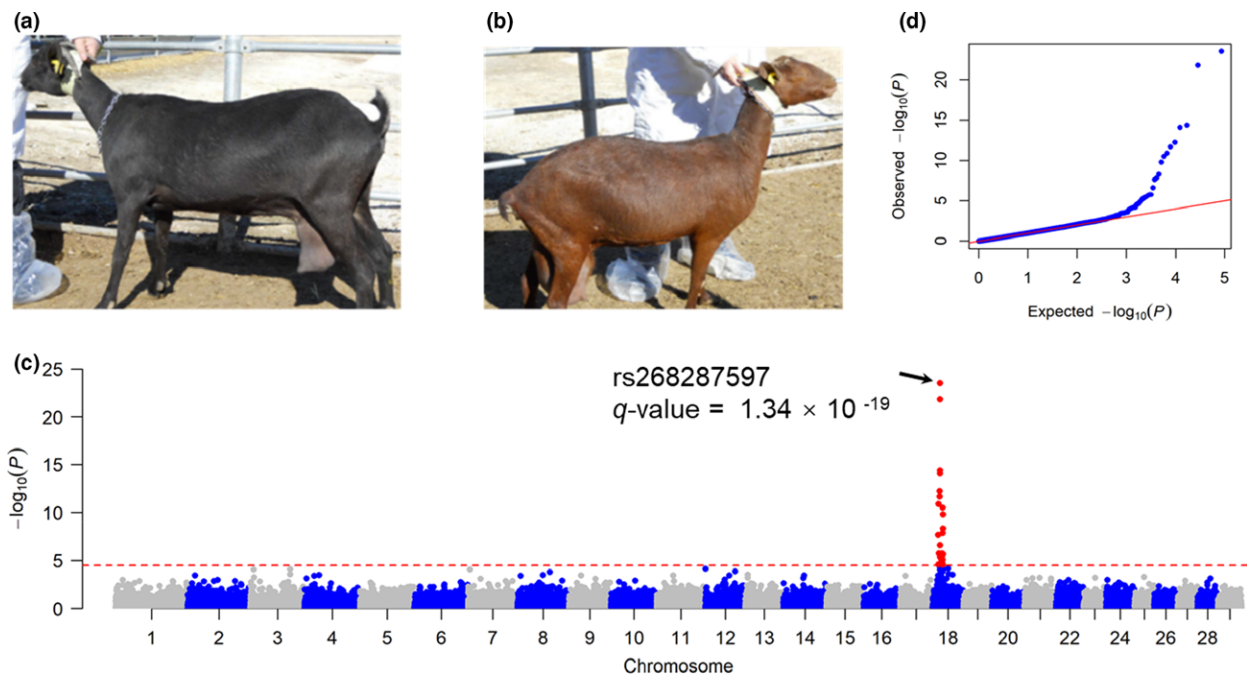 (a)
(b)
(d)
20
15
10
5
0
Observed −log₁₀(P)
0 1 2 3 4 5
Expected −log₁₀(P)
(c)
25
20
15
10
5
0
−log₁₀(P)
rs268287597
q-value = 1.34 × 10⁻¹⁹
1 2 3 4 5 6 7 8 9 10 11 12 13 14 15 16 18 20 22 24 26 28
Chromosome